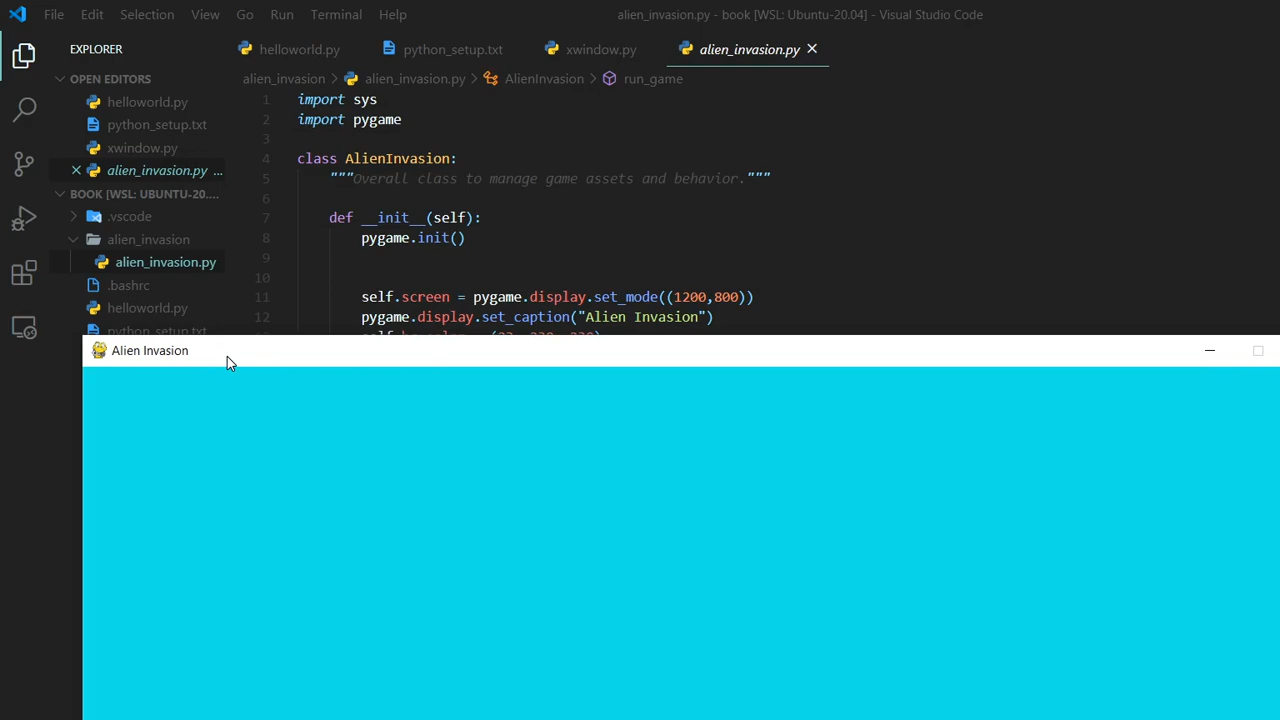 File Edit Selection View Go Run Terminal Help alien_invasion.py - book [WSL: Ubuntu-20.04] - Visual Studio Code
EXPLORER
helloworld.py python_setup.txt xwindow.py alien_invasion.py
OPEN EDITORS
helloworld.py
python_setup.txt
xwindow.py
alien_invasion.py ...
BOOK [WSL: UBUNTU-20....
.vscode
alien_invasion
alien_invasion.py
.bashrc
helloworld.py
python_setup.txt
alien_invasion > alien_invasion.py > AlienInvasion > run_game
1 import sys
2 import pygame
3
4 class AlienInvasion:
5 """Overall class to manage game assets and behavior."""
6
7 def __init__(self):
8 pygame.init()
9
10
11 self.screen = pygame.display.set_mode((1200,800))
12 pygame.display.set_caption("Alien Invasion")
Alien Invasion